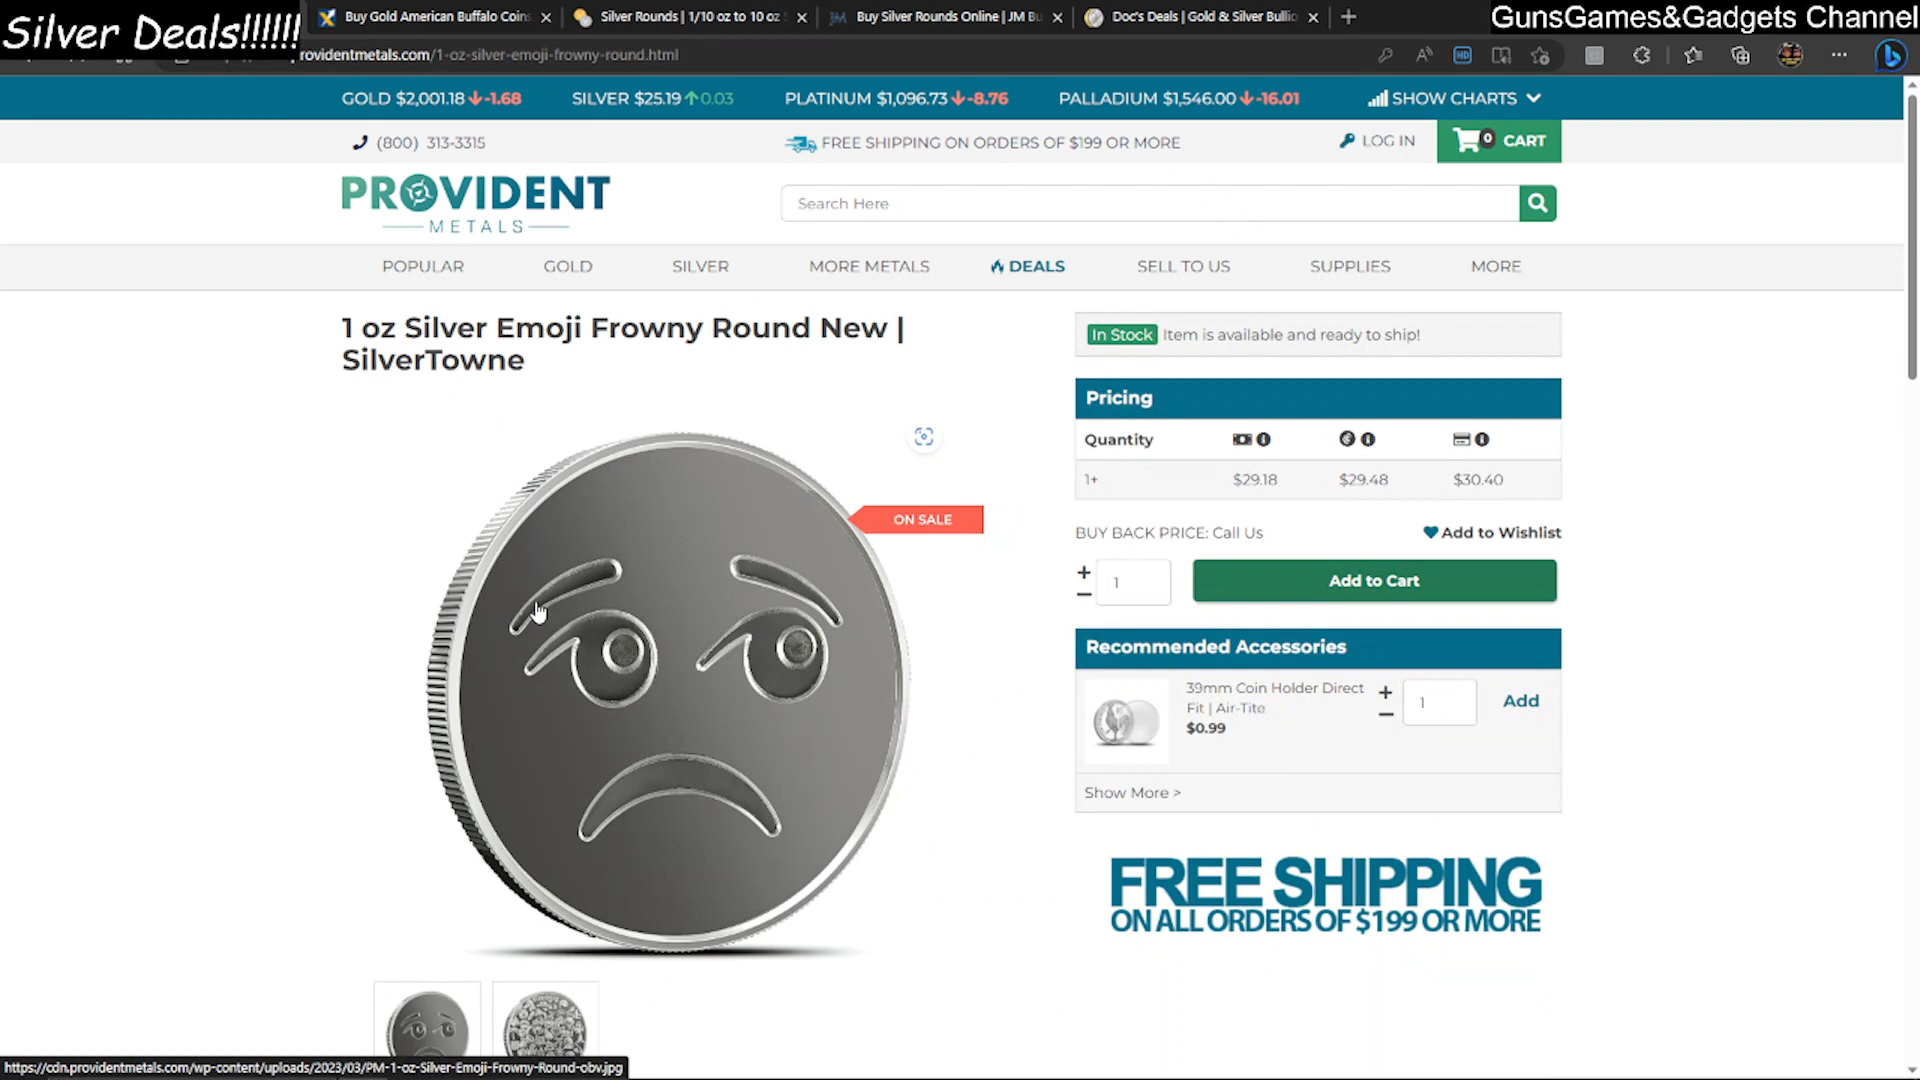 Silver Deals!!!!!!
Buy Gold American Buffalo Coins
Silver Rounds | 1/10 oz to 10 oz
Buy Silver Rounds Online | JM Bu
Doc's Deals | Gold & Silver Bullio
GunsGames&Gadgets Channel
rovidentmetals.com/1-oz-silver-emoji-frowny-round.html
GOLD $2,001.18 -1.68 SILVER $25.19 0.03 PLATINUM $1,096.73 -8.76 PALLADIUM $1,546.00 -16.01 SHOW CHARTS
(800) 313-3315
FREE SHIPPING ON ORDERS OF $199 OR MORE
LOG IN
0 CART
PROVIDENT
METALS
Search Here
POPULAR GOLD SILVER MORE METALS DEALS SELL TO US SUPPLIES MORE
1 oz Silver Emoji Frowny Round New |
SilverTowne
ON SALE
In Stock Item is available and ready to ship!
Pricing
Quantity
1+ $29.18 $29.48 $30.40
BUY BACK PRICE: Call Us
Add to Wishlist
+ 1 −
Add to Cart
Recommended Accessories
39mm Coin Holder Direct
Fit | Air-Tite
$0.99
+ 1 −
Add
Show More >
FREE SHIPPING
ON ALL ORDERS OF $199 OR MORE
https://cdn.providentmetals.com/wp-content/uploads/2023/03/PM-1-oz-Silver-Emoji-Frowny-Round-obv.jpg